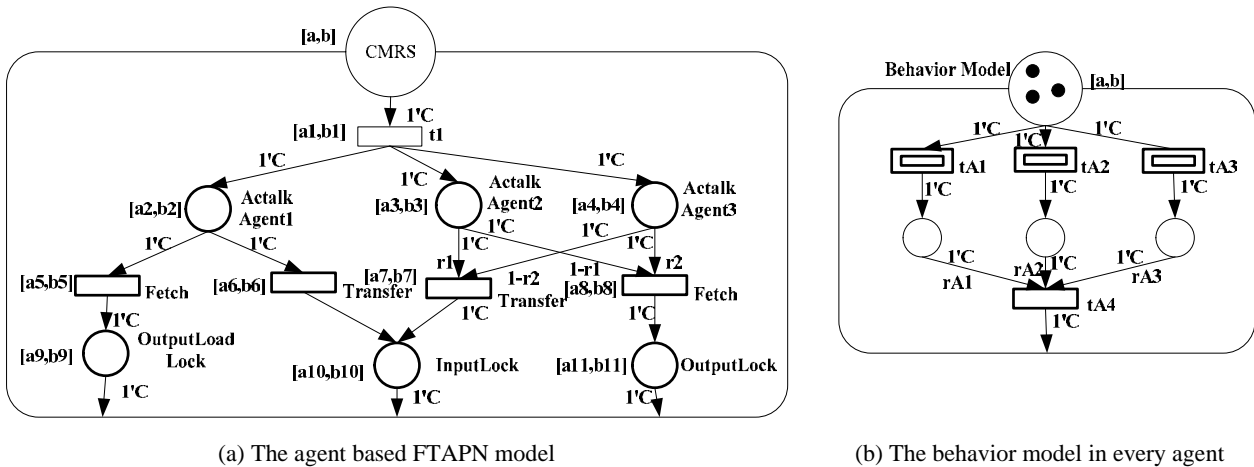 [a,b]
CMRS
1'C
[a1,b1]
t1
1'C
1'C
1'C
[a2,b2]
Actalk
Agent1
[a3,b3]
Actalk
Agent2
[a4,b4]
Actalk
Agent3
1'C
1'C
1'C
1'C
1'C
1'C
[a5,b5]
Fetch
[a6,b6]
Transfer
[a7,b7]
r1
1-r2
Transfer
1-r1
r2
[a8,b8]
Fetch
1'C
1'C
1'C
[a9,b9]
OutputLoad
Lock
[a10,b10]
InputLock
[a11,b11]
OutputLock
1'C
1'C
1'C
(a) The agent based FTAPN model
Behavior Model
[a,b]
1'C
1'C
1'C
tA1
tA2
tA3
1'C
1'C
1'C
1'C
rA1
rA2
1'C
1'C
rA3
tA4
1'C
(b) The behavior model in every agent